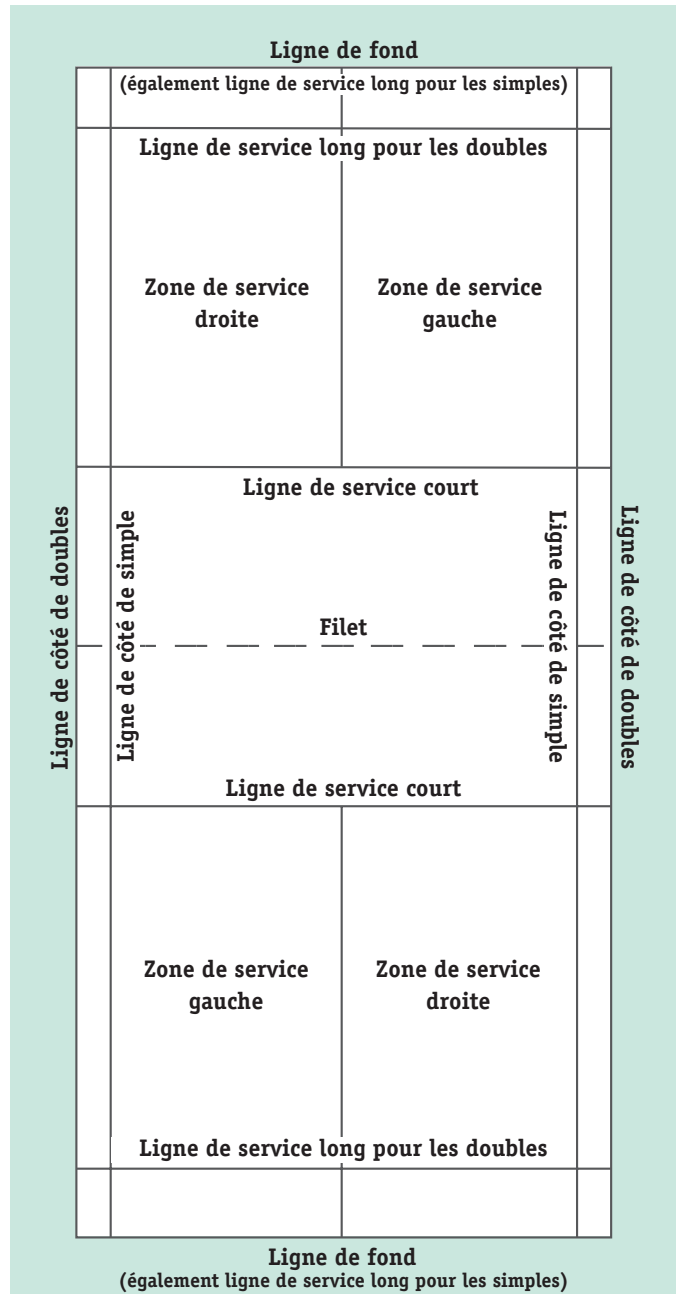 Ligne de fond
(également ligne de service long pour les simples)
Ligne de service long pour les doubles
Zone de service
droite
Zone de service
gauche
Ligne de service court
Ligne de côté de doubles
Ligne de côté de simple
Filet
Ligne de côté de simple
Ligne de côté de doubles
Ligne de service court
Zone de service
gauche
Zone de service
droite
Ligne de service long pour les doubles
Ligne de fond
(également ligne de service long pour les simples)